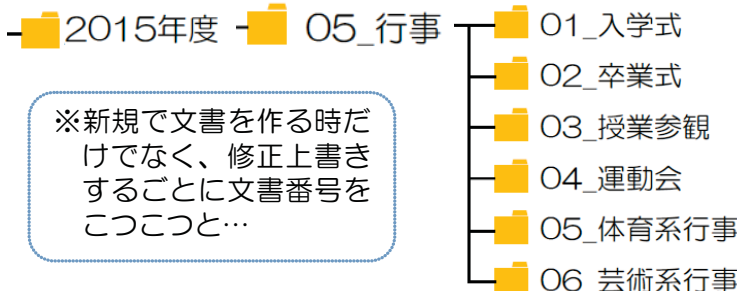 2015年度
05_行事
01_入学式
02_卒業式
03_授業参観
04_運動会
05_体育系行事
06_芸術系行事
※新規で文書を作る時だ
けでなく、修正上書き
するごとに文書番号を
こつこつと…